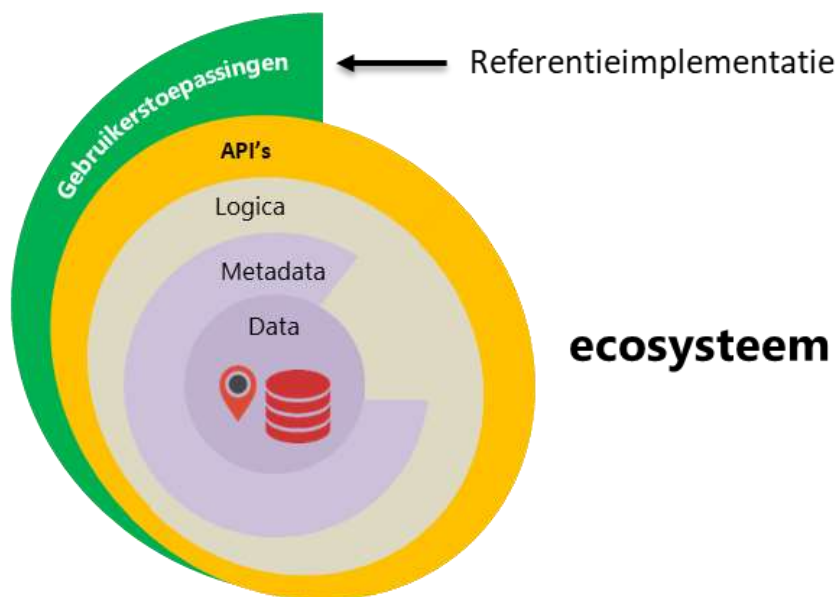 Gebruikerstoepassingen
Referentieimplementatie
API's
Logica
Metadata
Data
ecosysteem